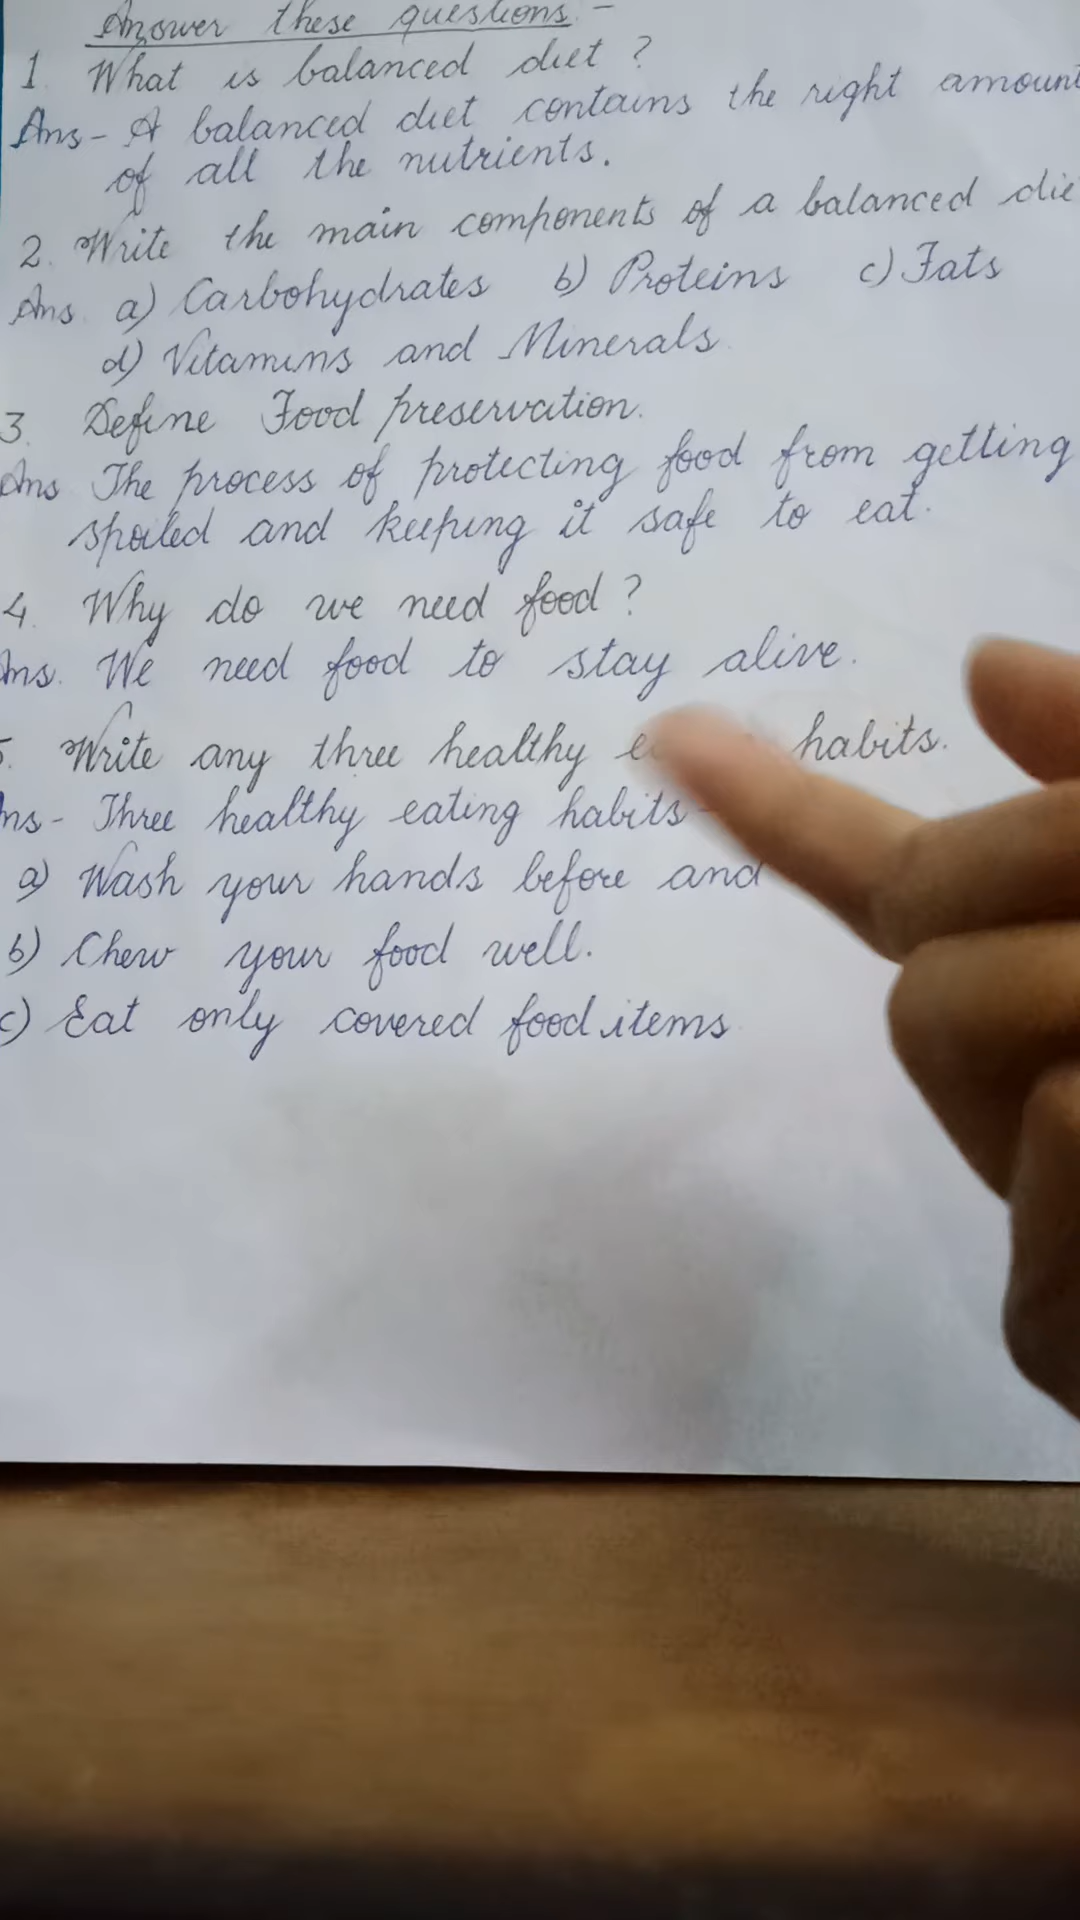 Answer these questions:-
1. What is balanced diet ?
Ans- A balanced diet contains the right amount
of all the nutrients.
2. Write the main components of a balanced die
Ans. a) Carbohydrates b) Proteins c) Fats
d) Vitamins and Minerals
3. Define Food preservation.
Ans The process of protecting food from getting
spoiled and keeping it safe to eat.
4. Why do we need food ?
Ans. We need food to stay alive.
5. Write any three healthy habits.
Ans- Three healthy eating habits-
a) Wash your hands before and
b) Chew your food well.
c) Eat only covered food items